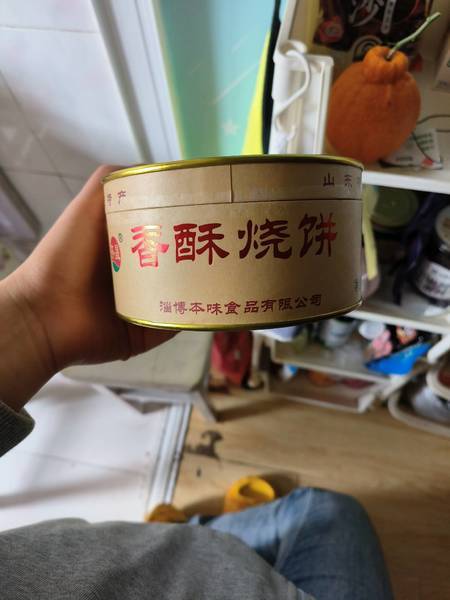 特产
山东
香酥烧饼
淄博本味食品有限公司